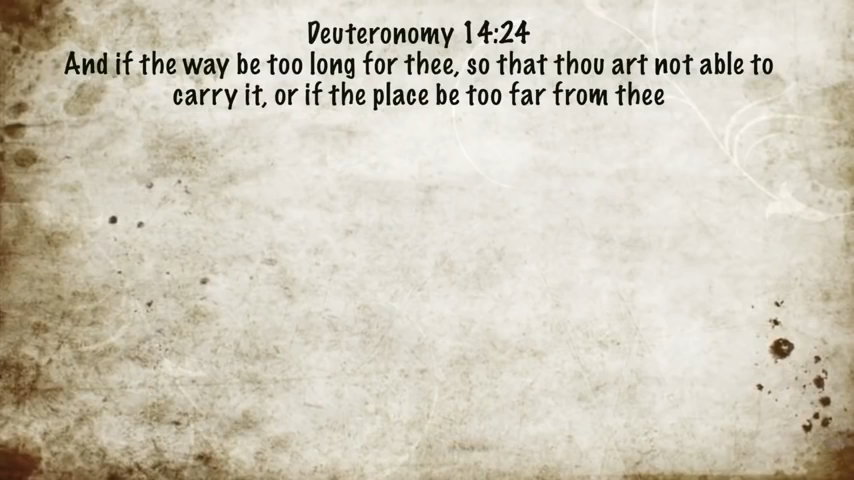 Deuteronomy 14:24
And if the way be too long for thee, so that thou art not able to
carry it, or if the place be too far from thee